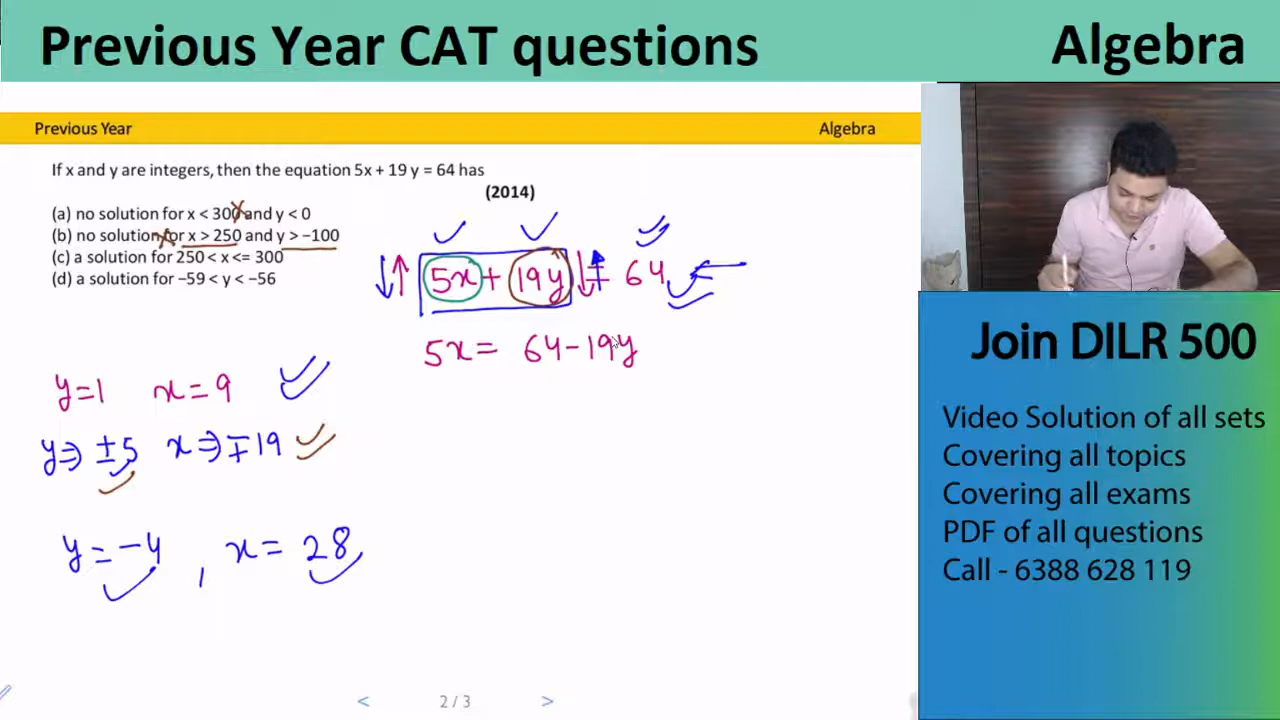 Previous Year CAT questions
Algebra
Previous Year
Algebra
If x and y are integers, then the equation 5x + 19 y = 64 has
(2014)
(a) no solution for x < 300 and y < 0
(b) no solution for x > 250 and y > −100
(c) a solution for 250 < x <= 300
(d) a solution for −59 < y < −56
5x + 19y = 64
5x = 64-19y
y=1 x=9
y⇒ ±5 x⇒ ∓19
y=-4, x= 28
< 2 / 3 >
Join DILR 500
Video Solution of all sets
Covering all topics
Covering all exams
PDF of all questions
Call - 6388 628 119